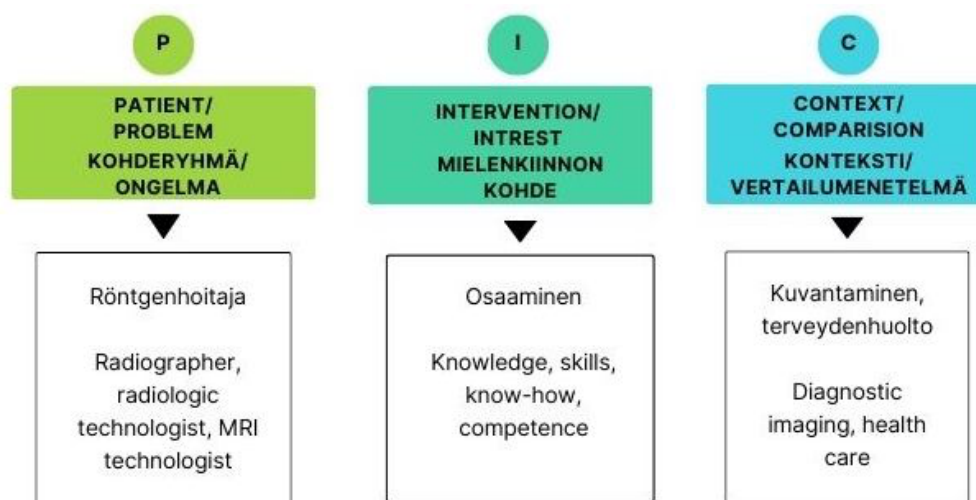 P
PATIENT/
PROBLEM
KOHDERYHMÄ/
ONGELMA
Röntgenhoitaja
Radiographer,
radiologic
technologist, MRI
technologist
I
INTERVENTION/
INTREST
MIELENKIINNON
KOHDE
Osaaminen
Knowledge, skills,
know-how,
competence
C
CONTEXT/
COMPARISION
KONTEKSTI/
VERTAILUMENETELMÄ
Kuvantaminen,
terveydenhuolto
Diagnostic
imaging, health
care